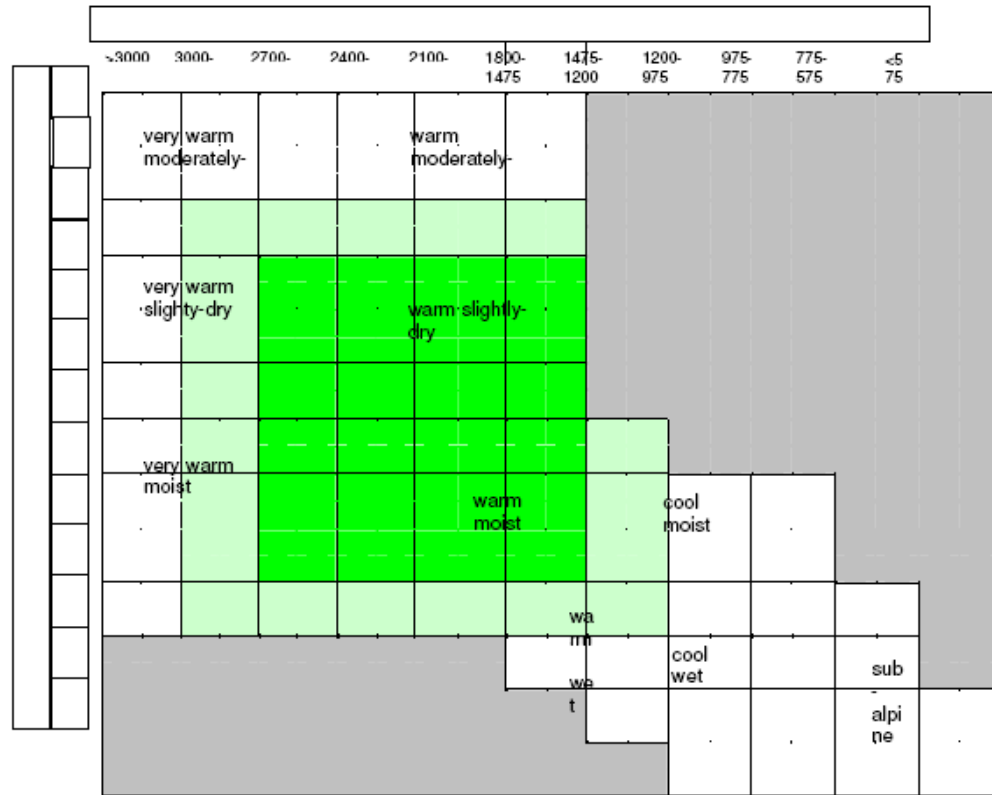 >3000 3000- 2700- 2400- 2100- 1800- 1475- 1200- 975- 775- <5
1475 1200 975 775 575 75
very warm
moderately-
warm
moderately-
very warm
slighty-dry
warm slightly-
dry
very warm
moist
warm
moist
cool
moist
wa
rm
we
t
cool
wet
sub
-
alpi
ne